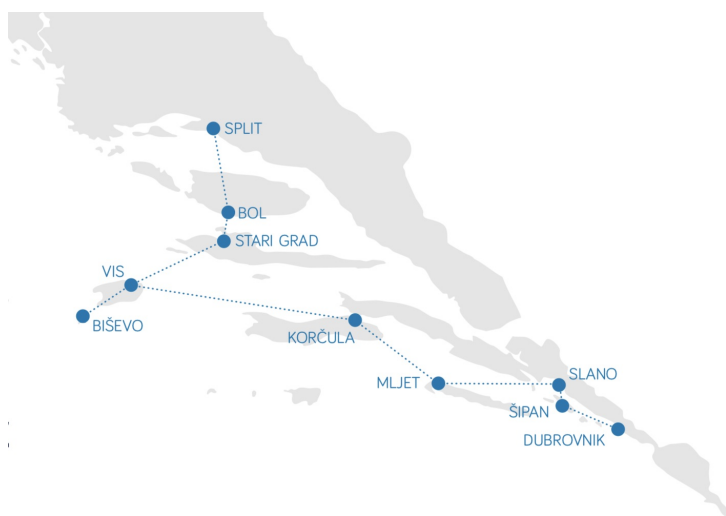 SPLIT
BOL
STARI GRAD
VIS
BIŠEVO
KORČULA
MLJET
SLANO
ŠIPAN
DUBROVNIK